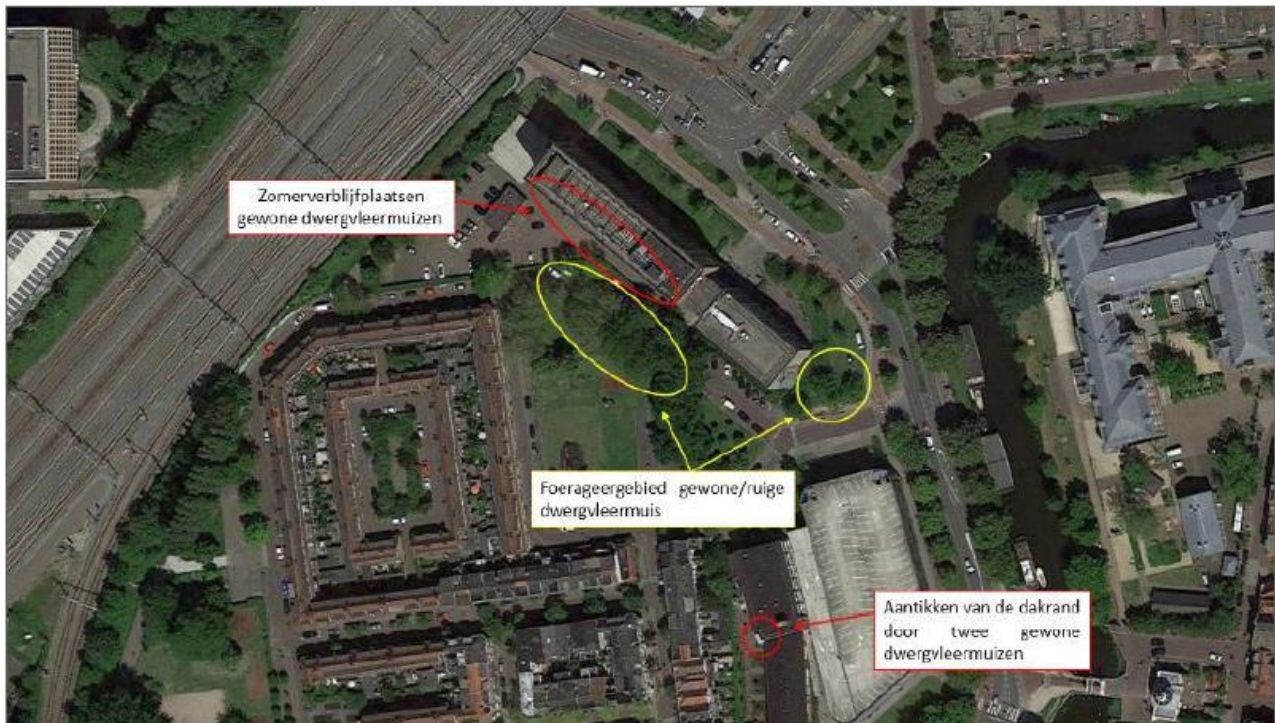 Zomerverblijfplaatsen
gewone dwergvleermuizen
Foerageergebied gewone/ruige
dwergvleermuis
Aantikken van de dakrand
door twee gewone
dwergvleermuizen